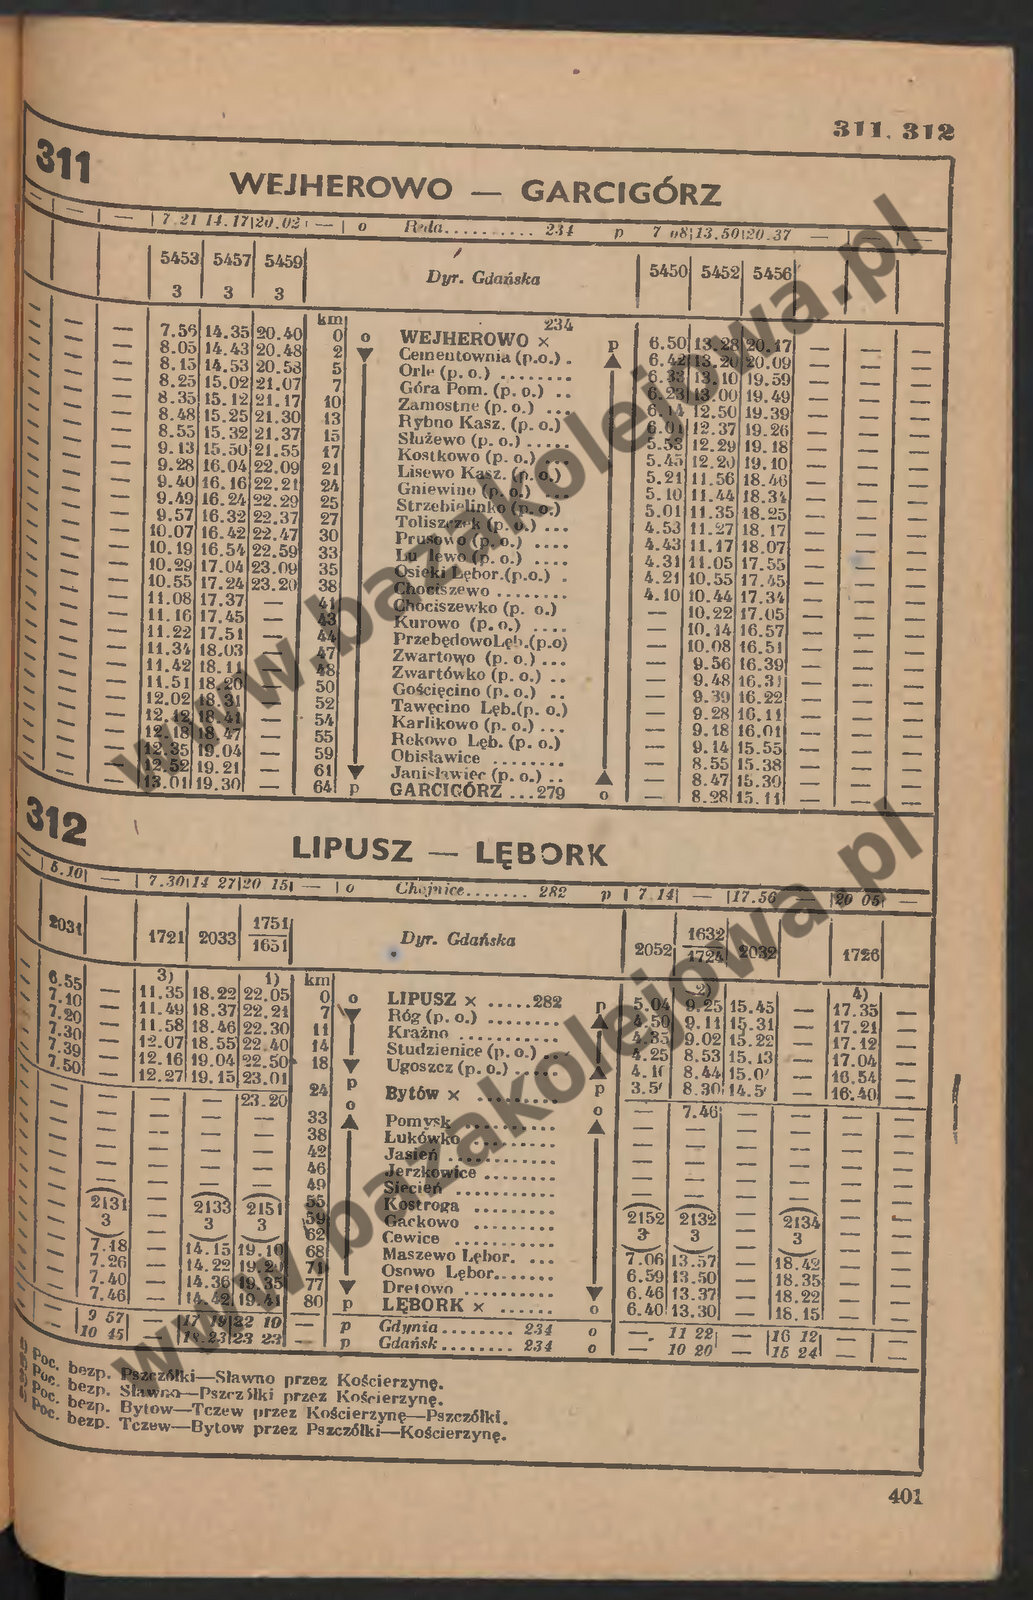 311. 312
311
WEJHEROWO — GARCIGÓRZ
— | — | — | 7.21 14.17|20.02 | — | o Reda.......... 234 p 7 08|13.50|20.37 — | — | —
5453 5457 5459 Dyr. Gdańska 5450 5452 5456
3 3 3
km 234
— — — 7.56 14.35 20.40 0 o WEJHEROWO × p 6.50 13.28 20.17 — — —
— — — 8.05 14.43 20.48 2 Cementownia (p.o.) . 6.42 13.20 20.09 — — —
— — — 8.15 14.53 20.58 5 Orle (p. o.) ........ 6.33 13.10 19.59 — — —
— — — 8.25 15.02 21.07 7 Góra Pom. (p. o.) .. 6.23 13.00 19.49 — — —
— — — 8.35 15.12 21.17 10 Zamostne (p. o.) ... 6.14 12.50 19.39 — — —
— — — 8.48 15.25 21.30 13 Rybno Kasz. (p. o.) 6.01 12.37 19.26 — — —
— — — 8.55 15.32 21.37 15 Służewo (p. o.) ..... 5.53 12.29 19.18 — — —
— — — 9.13 15.50 21.55 17 Kostkowo (p. o.) ... 5.45 12.20 19.10 — — —
— — — 9.28 16.04 22.09 21 Lisewo Kasz. (p. o.) 5.21 11.56 18.46 — — —
— — — 9.40 16.16 22.21 24 Gniewino (p. o.) ... 5.10 11.44 18.34 — — —
— — — 9.49 16.24 22.29 25 Strzebielinko (p. o.) 5.01 11.35 18.25 — — —
— — — 9.57 16.32 22.37 27 Toliszczek (p. o.) ... 4.53 11.27 18.17 — — —
— — — 10.07 16.42 22.47 30 Prusewo (p. o.) .... 4.43 11.17 18.07 — — —
— — — 10.19 16.54 22.59 33 lewo (p. o.) .... 4.31 11.05 17.55 — — —
— — — 10.29 17.04 23.09 35 Osieki Lębor.(p.o.) . 4.21 10.55 17.45 — — —
— — — 10.55 17.24 23.20 38 Chociszewo ........ 4.10 10.44 17.34 — — —
— — — 11.08 17.37 — 41 Chociszewko (p. o.) — 10.22 17.05 — — —
— — — 11.16 17.45 — 43 Kurowo (p. o.) .... — 10.14 16.57 — — —
— — — 11.22 17.51 — 44 PrzebędowoLęb.(p.o) — 10.08 16.51 — — —
— — — 11.34 18.03 — 47 Zwartowo (p. o.) ... — 9.56 16.39 — — —
— — — 11.42 18.11 — 48 Zwartówko (p. o.) .. — 9.48 16.31 — — —
— — — 11.51 18.20 — 50 Gościęcino (p. o.) .. — 9.39 16.22 — — —
— — — 12.02 18.31 — 52 Tawęcino Lęb.(p. o.) — 9.28 16.11 — — —
— — — 12.12 18.41 — 54 Karlikowo (p. o.) ... — 9.18 16.01 — — —
— — — 12.18 18.47 — 55 Rekowo Lęb. (p. o.) — 9.14 15.55 — — —
— — — 12.35 19.04 — 59 Obisławice ........ — 8.55 15.38 — — —
— — — 12.52 19.21 — 61 Janisławiec (p. o.) .. — 8.47 15.30 — — —
— — — 13.01 19.30 — 64 p GARCIGÓRZ ...279 o — 8.28 15.11 — — —
312
LIPUSZ — LĘBORK
— | 5.10| — | 7.30|14 27|20 15| — | o Chojnice....... 282 p | 7 14| — |17.56 — |20 05| —
2031 1721 2033 1751/1651 Dyr. Gdańska 2052 1632/1724 2032 1726
3) 1) km 2) 4)
— 6.55 — 11.35 18.22 22.05 0 o LIPUSZ × .....282 p 5.04 9.25 15.45 — 17.35 —
— 7.10 — 11.49 18.37 22.21 7 Róg (p. o.) ......... 4.50 9.11 15.31 — 17.21 —
— 7.20 — 11.58 18.46 22.30 11 Kraźno ............ 4.35 9.02 15.22 — 17.12 —
— 7.30 — 12.07 18.55 22.40 14 Studzienice (p. o.) ... 4.25 8.53 15.13 — 17.04 —
— 7.39 — 12.16 19.04 22.50 18 Ugoszcz (p. o.) ..... 8.44 — 16.54 —
— 7.50 — 12.27 19.15 23.01 24 p Bytów × ......... p 8.30 — 16.40 —
— — — — — 23.20 o o — 7.46 — — — —
33 Pomysk ..........
38 Łukówko ..........
42 Jasień ............
46 Jerzkowice ........
49 Siecień ...........
55 Kostroga .........
59 Gackowo .........
62 Cewice ...........
2131 2133 2151 2152 2132 2134
3 3 3 3 3 3
— 7.18 — 14.15 19.10 68 Maszewo Lębor. .... 7.06 13.57 — 18.42 —
— 7.26 — 14.22 71 Osowo Lębor....... 6.59 13.50 — 18.35 —
— 7.40 — 14.36 19.35 77 Dretowo .......... 6.46 13.37 — 18.22 —
— 7.46 — 14.42 19.41 80 p LĘBORK × ...... o 6.40 13.30 — 18.15 —
— 9 57 — 22 10 — p Gdynia......... 234 o — 11 22 — |16 12 — —
— 10 45 — 18.23 23 23 — p Gdańsk......... 234 o — 10 20 — |15 24 — —
Poc. bezp. Pszczółki—Sławno przez Kościerzynę.
Poc. bezp. Sławno—Pszczółki przez Kościerzynę.
Poc. bezp. Bytow—Tczew przez Kościerzynę—Pszczółki.
Poc. bezp. Tczew—Bytow przez Pszczółki—Kościerzynę.
401
www.bazakolejowa.pl
www.bazakolejowa.pl